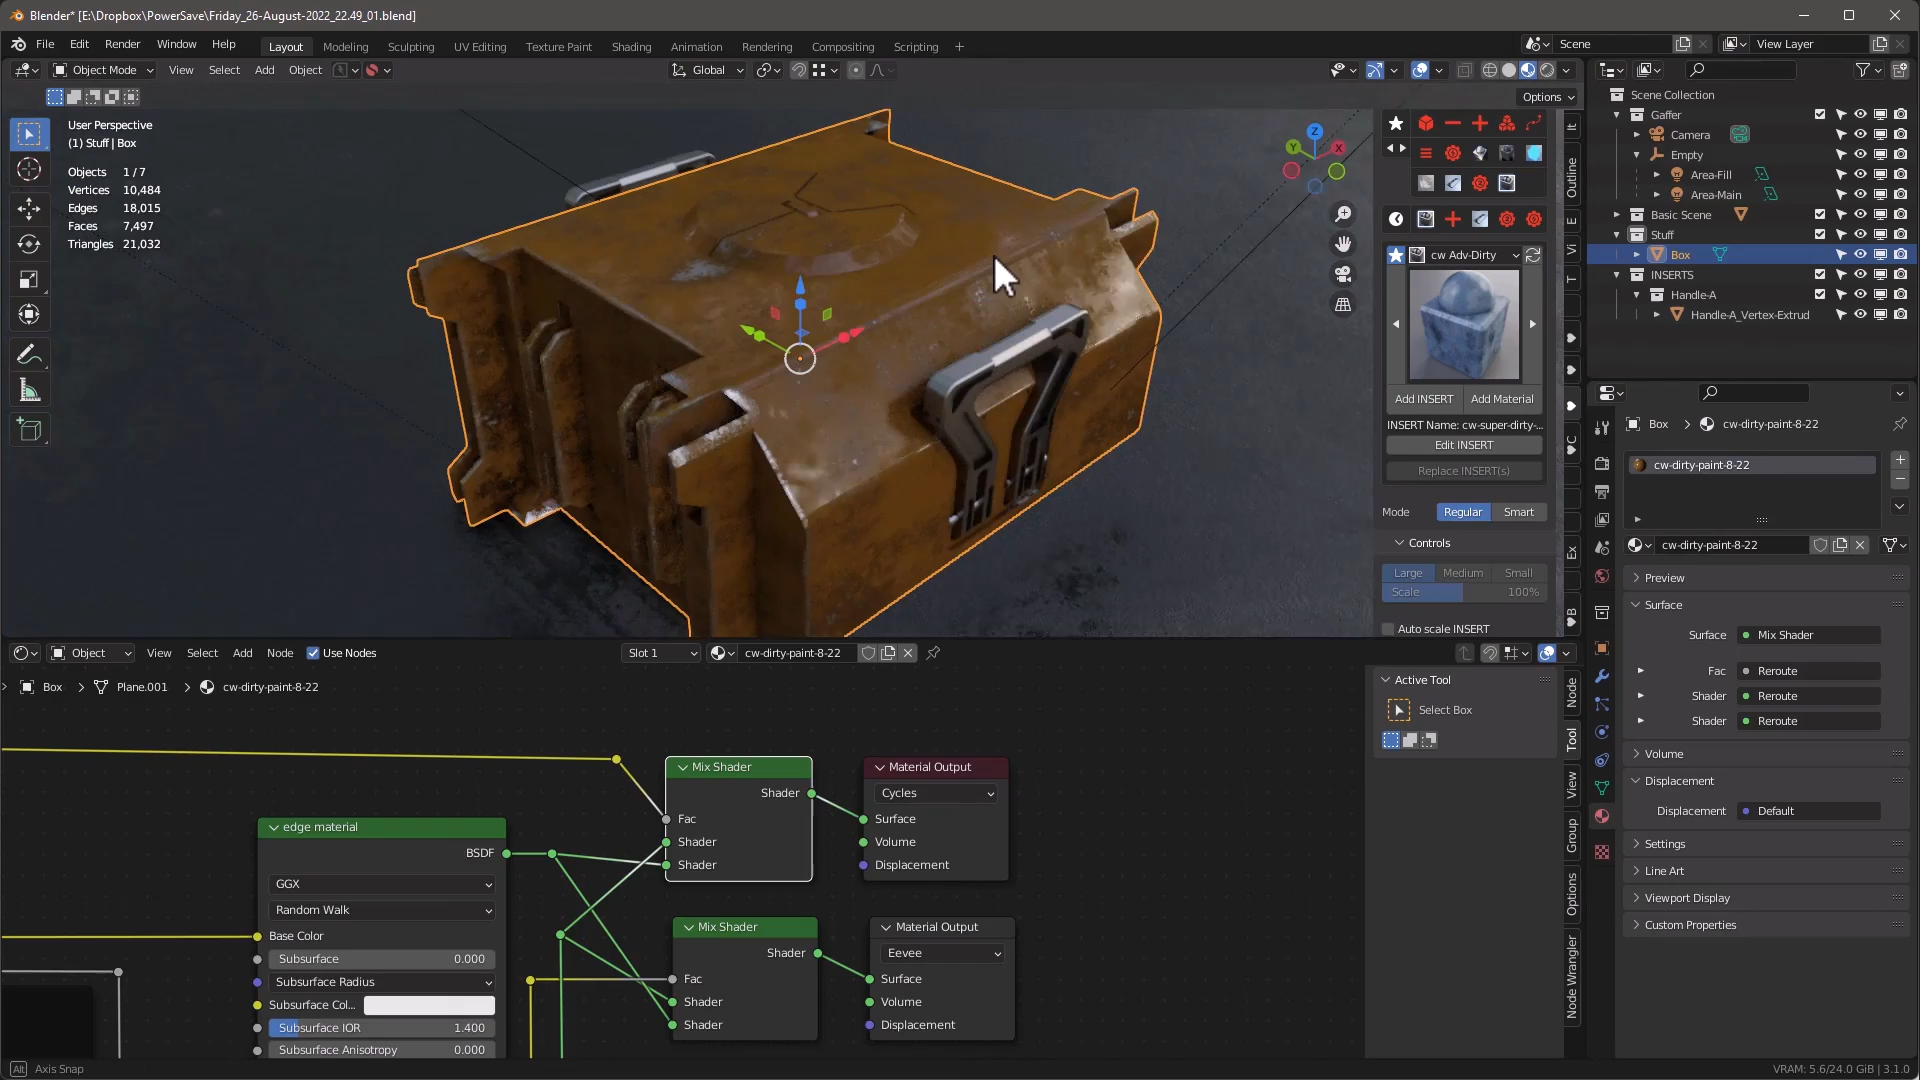 Blender* [E:\Dropbox\PowerSave\Friday_26-August-2022_22.49_01.blend]
File Edit Render Window Help Layout Modeling Sculpting UV Editing Texture Paint Shading Animation Rendering Compositing Scripting + Scene View Layer
Object Mode View Select Add Object Global
Options
User Perspective
(1) Stuff | Box
Objects 1 / 7
Vertices 10,484
Edges 18,015
Faces 7,497
Triangles 21,032
Z
Y
X
It
Outline
E
Vi
T
C
Ex
B
cw Adv-Dirty
Add INSERT Add Material
INSERT Name: cw-super-dirty-...
Edit INSERT
Replace INSERT(s)
Mode Regular Smart
Controls
Large Medium Small
Scale 100%
Auto scale INSERT
Scene Collection
Gaffer
Camera
Empty
Area-Fill
Area-Main
Basic Scene
Stuff
Box
INSERTS
Handle-A
Handle-A_Vertex-Extrud
Box > cw-dirty-paint-8-22
cw-dirty-paint-8-22
cw-dirty-paint-8-22
Preview
Surface
Surface Mix Shader
Fac Reroute
Shader Reroute
Shader Reroute
Volume
Displacement
Displacement Default
Settings
Line Art
Viewport Display
Custom Properties
Object View Select Add Node Use Nodes Slot 1 cw-dirty-paint-8-22
Box > Plane.001 > cw-dirty-paint-8-22
Mix Shader
Shader
Fac
Shader
Shader
Material Output
Cycles
Surface
Volume
Displacement
edge material
BSDF
GGX
Random Walk
Base Color
Subsurface 0.000
Subsurface Radius
Subsurface Col...
Subsurface IOR 1.400
Subsurface Anisotropy 0.000
Mix Shader
Shader
Fac
Shader
Shader
Material Output
Eevee
Surface
Volume
Displacement
Active Tool
Select Box
Node
Tool
View
Group
Options
Node Wrangler
Alt Axis Snap
VRAM: 5.6/24.0 GiB | 3.1.0